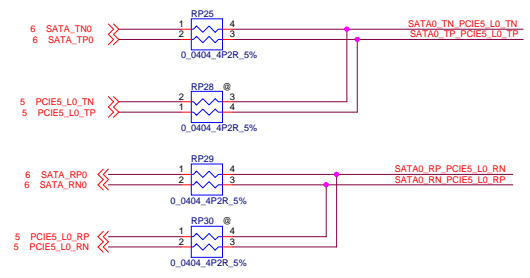 RP25
6 SATA_TN0 1 4 SATA0_TN_PCIE5_L0_TN
6 SATA_TP0 2 3 SATA0_TP_PCIE5_L0_TP
0_0404_4P2R_5%
RP28 @
5 PCIE5_L0_TN 2 3
5 PCIE5_L0_TP 1 4
0_0404_4P2R_5%
RP29
6 SATA_RP0 1 4 SATA0_RP_PCIE5_L0_RN
6 SATA_RN0 2 3 SATA0_RN_PCIE5_L0_RP
0_0404_4P2R_5%
RP30 @
5 PCIE5_L0_RP 1 4
5 PCIE5_L0_RN 2 3
0_0404_4P2R_5%